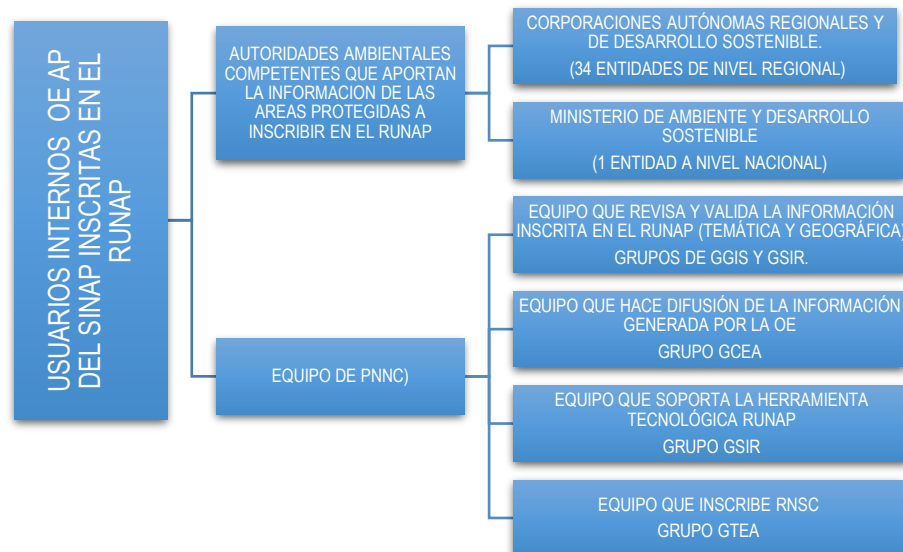 USUARIOS INTERNOS OE AP
DEL SINAP INSCRITAS EN EL
RUNAP
AUTORIDADES AMBIENTALES
COMPETENTES QUE APORTAN
LA INFORMACION DE LAS
AREAS PROTEGIDAS A
INSCRIBIR EN EL RUNAP
CORPORACIONES AUTÓNOMAS REGIONALES Y
DE DESARROLLO SOSTENIBLE.
(34 ENTIDADES DE NIVEL REGIONAL)
MINISTERIO DE AMBIENTE Y DESARROLLO
SOSTENIBLE
(1 ENTIDAD A NIVEL NACIONAL)
EQUIPO DE PNNC)
EQUIPO QUE REVISA Y VALIDA LA INFORMACIÓN
INSCRITA EN EL RUNAP (TEMÁTICA Y GEOGRÁFICA)
GRUPOS DE GGIS Y GSIR.
EQUIPO QUE HACE DIFUSIÓN DE LA INFORMACIÓN
GENERADA POR LA OE
GRUPO GCEA
EQUIPO QUE SOPORTA LA HERRAMIENTA
TECNOLÓGICA RUNAP
GRUPO GSIR
EQUIPO QUE INSCRIBE RNSC
GRUPO GTEA